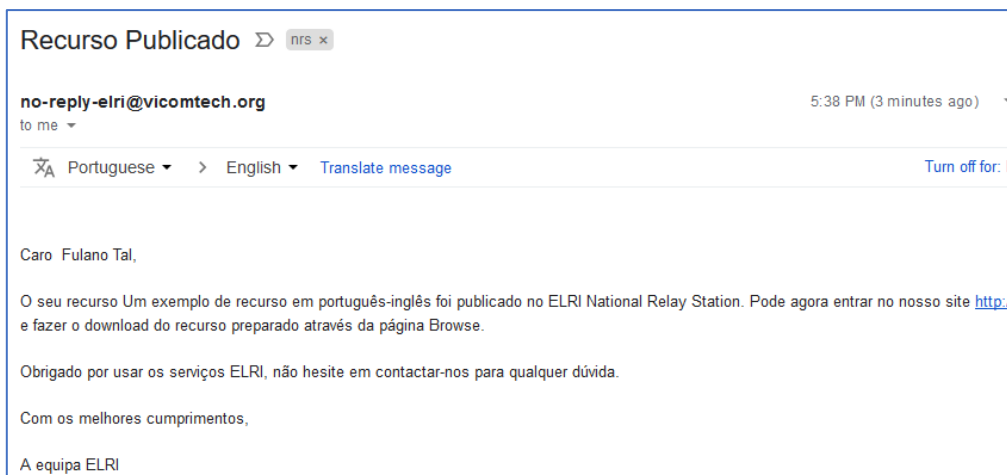 Recurso Publicado nrs ×
no-reply-elri@vicomtech.org 5:38 PM (3 minutes ago)
to me
Portuguese > English Translate message Turn off for:
Caro Fulano Tal,
O seu recurso Um exemplo de recurso em português-inglês foi publicado no ELRI National Relay Station. Pode agora entrar no nosso site http:
e fazer o download do recurso preparado através da página Browse.
Obrigado por usar os serviços ELRI, não hesite em contactar-nos para qualquer dúvida.
Com os melhores cumprimentos,
A equipa ELRI